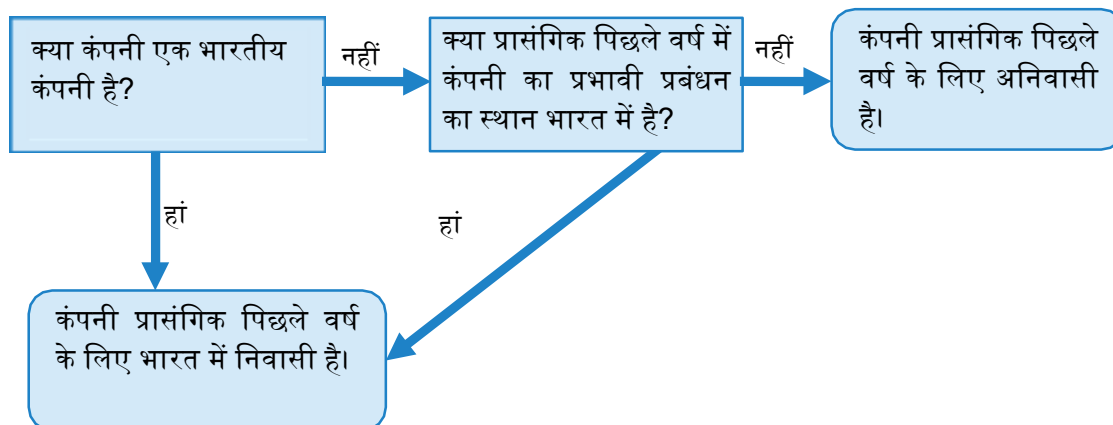 क्या कंपनी एक भारतीय
कंपनी है?
नहीं
क्या प्रासंगिक पिछले वर्ष में
कंपनी का प्रभावी प्रबंधन
का स्थान भारत में है?
नहीं
कंपनी प्रासंगिक पिछले
वर्ष के लिए अनिवासी
है।
हां
हां
कंपनी प्रासंगिक पिछले वर्ष
के लिए भारत में निवासी है।